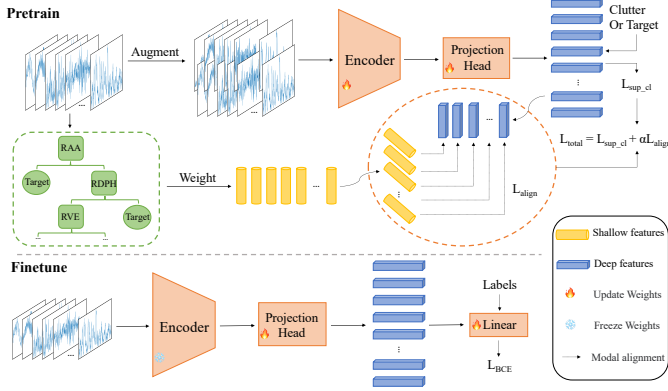 Pretrain
Augment
Encoder
Projection
Head
Clutter
Or Target
...
L_sup_cl
L_total = L_sup_cl + αL_align
RAA
Target
RDPH
RVE
Target
...
...
Weight
...
...
...
L_align
Shallow features
Deep features
Update Weights
Freeze Weights
Modal alignment
Finetune
...
Encoder
Projection
Head
...
Labels
Linear
L_BCE